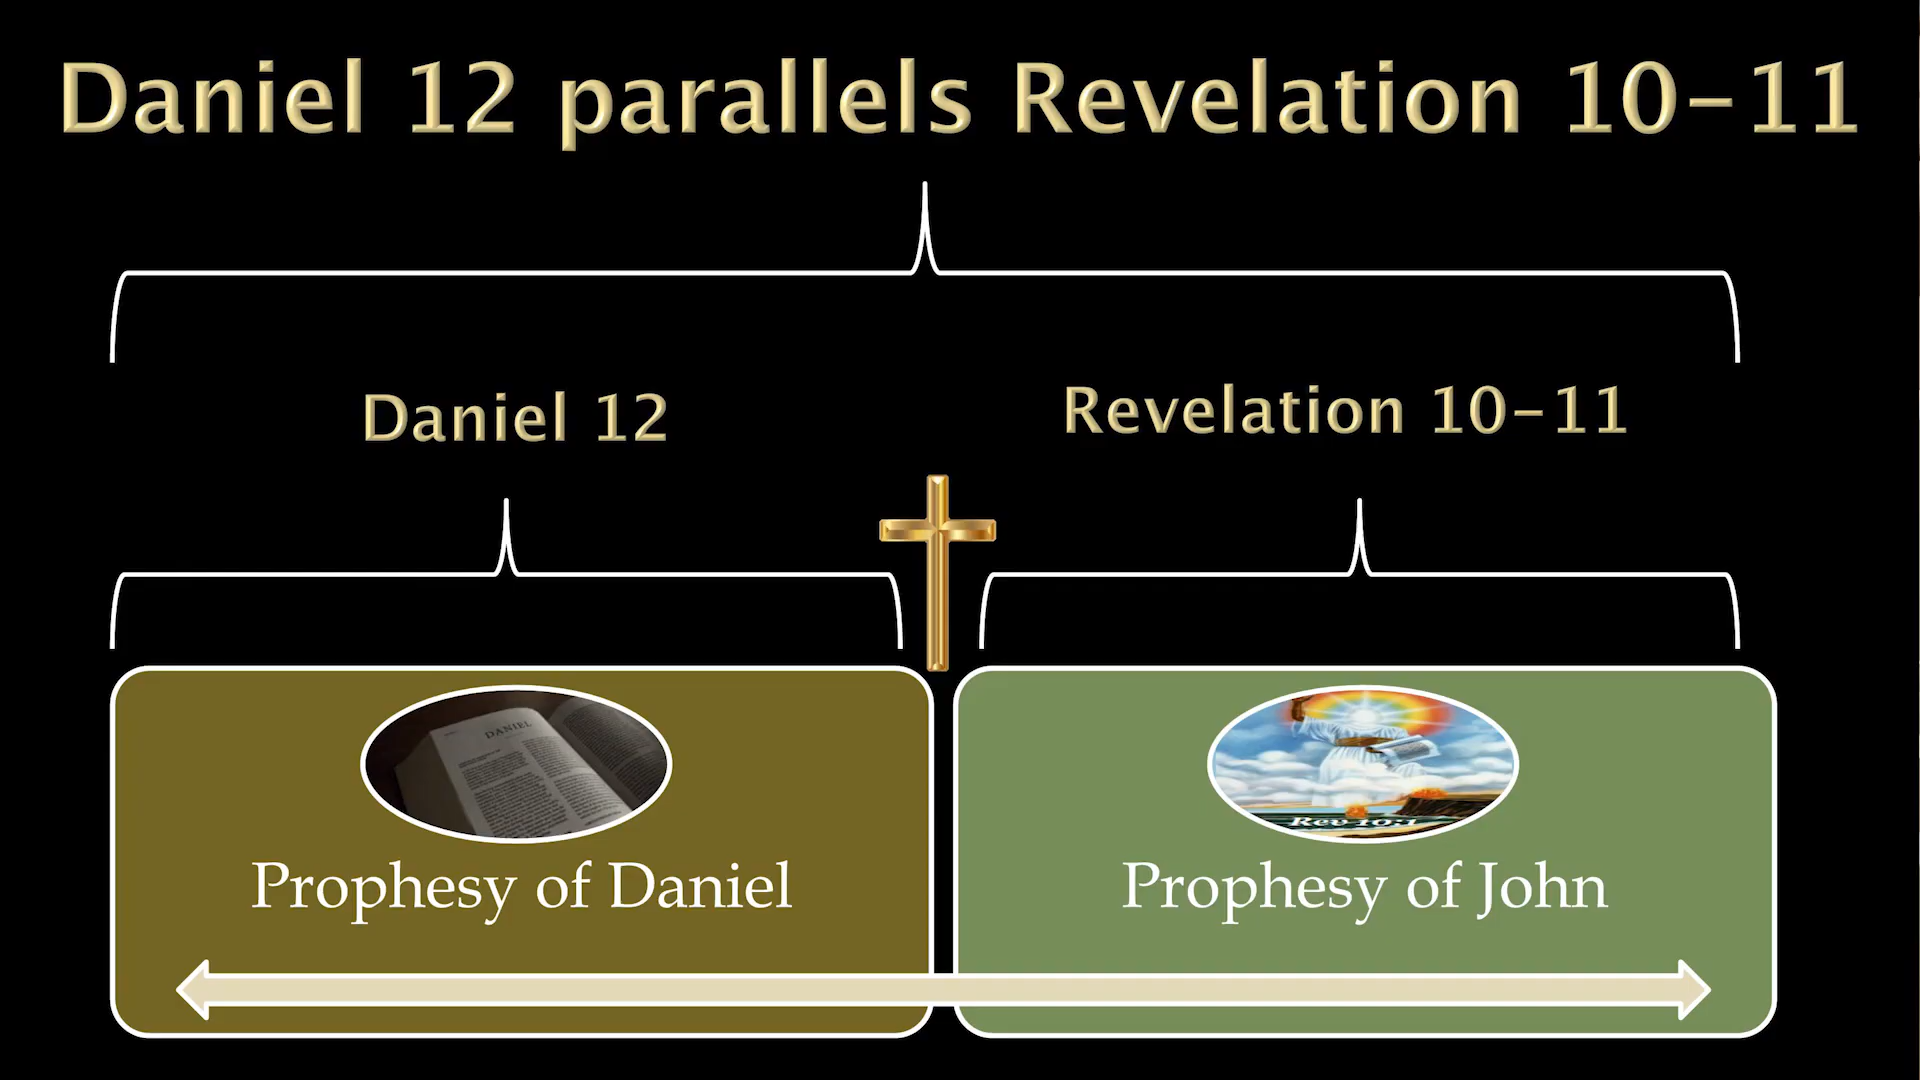 Daniel 12 parallels Revelation 10-11
Daniel 12
Revelation 10-11
DANIEL
Rev 10:1
Prophesy of Daniel
Prophesy of John